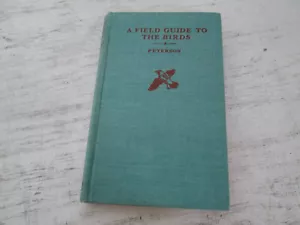 A FIELD GUIDE TO
THE BIRDS
PETERSON